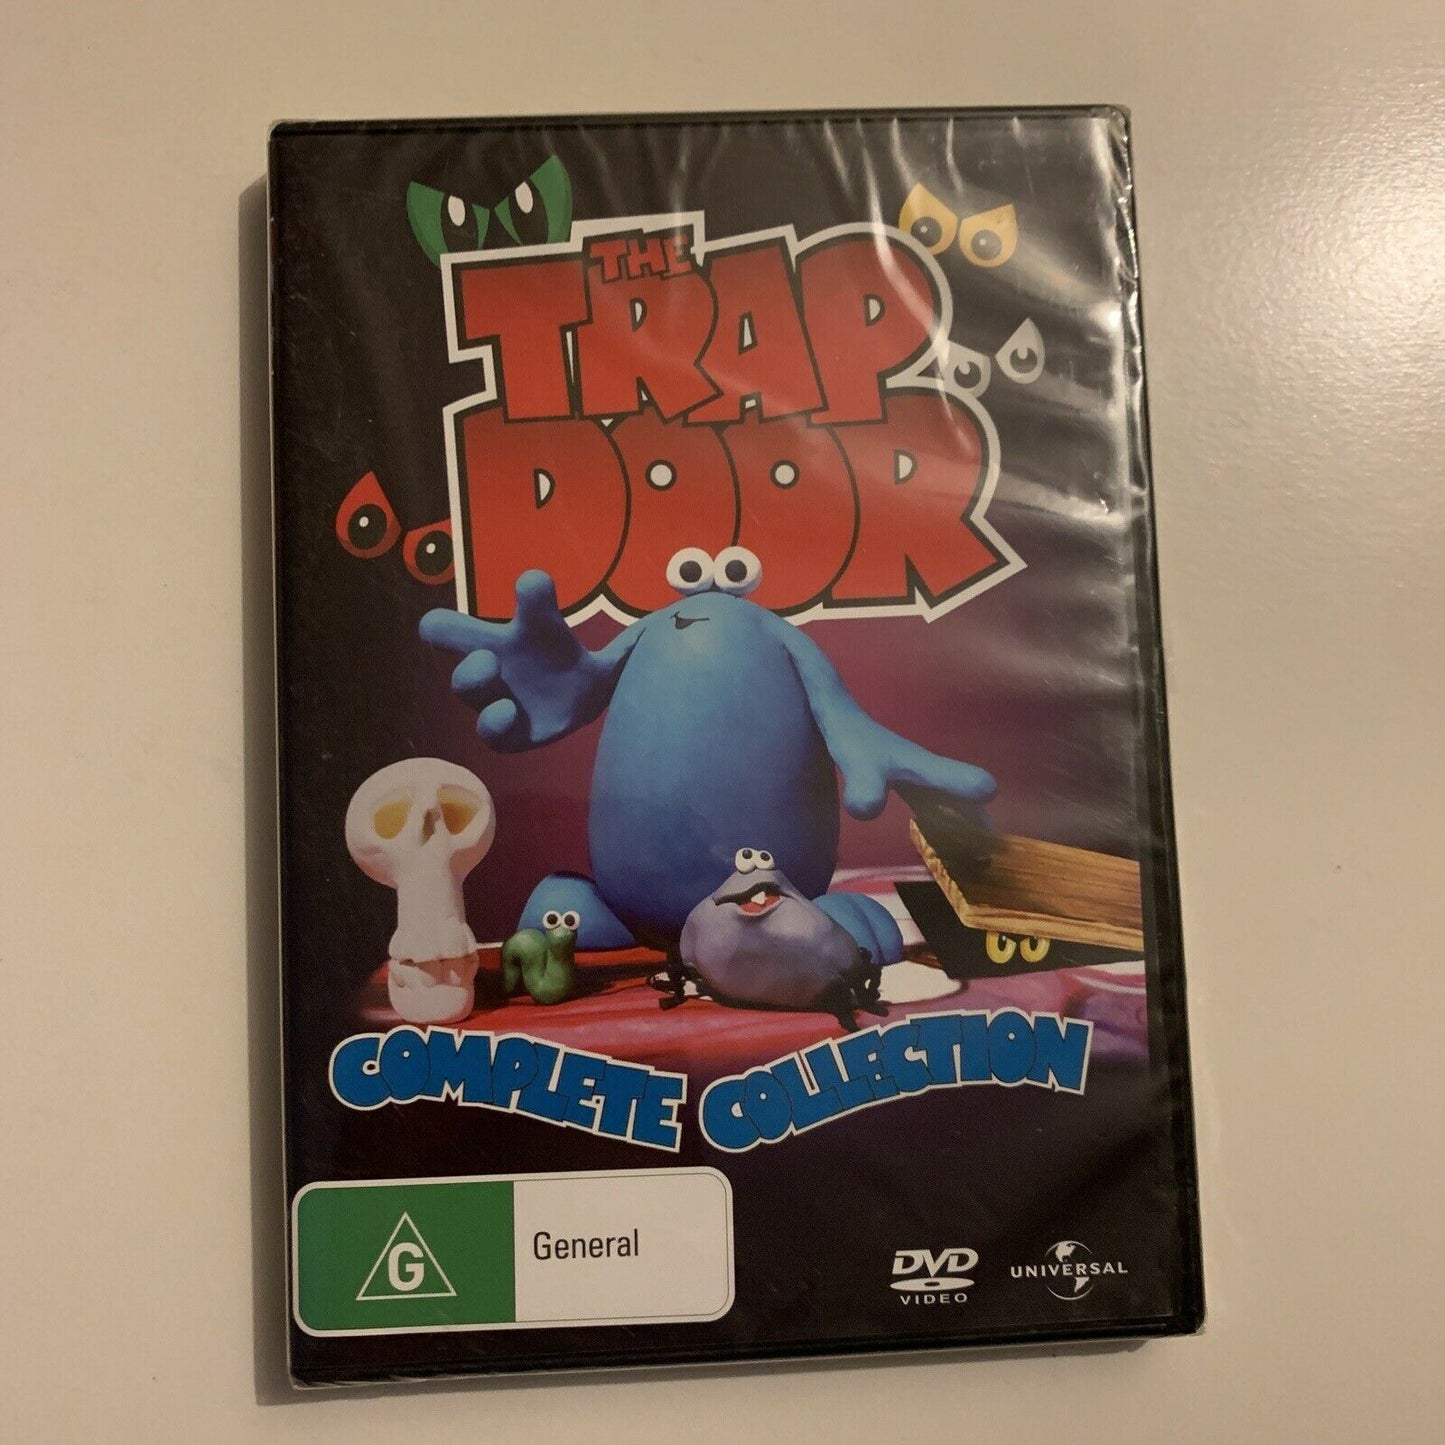 THE
TRAP
DOOR
COMPLETE COLLECTION
G General
DVD
VIDEO
UNIVERSAL